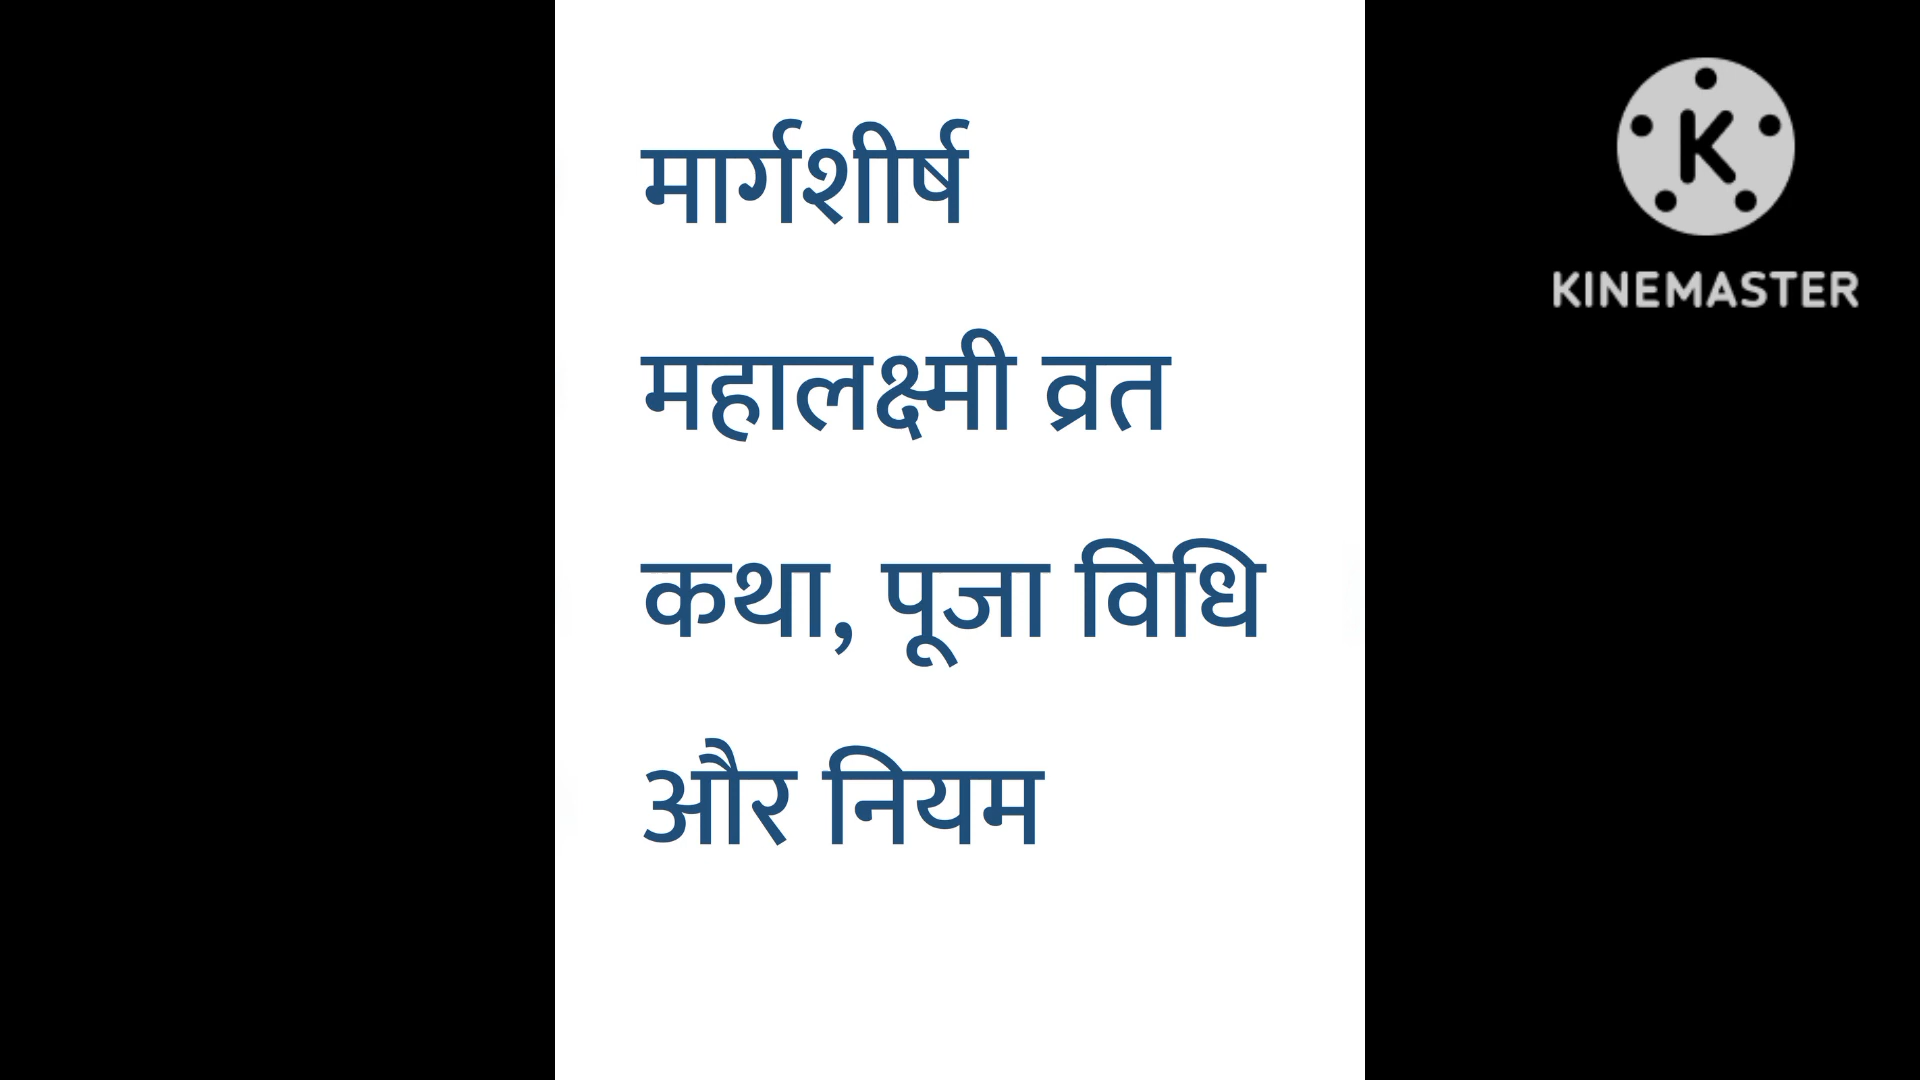 मार्गशीर्ष
महालक्ष्मी व्रत
कथा, पूजा विधि
और नियम
K
KINEMASTER